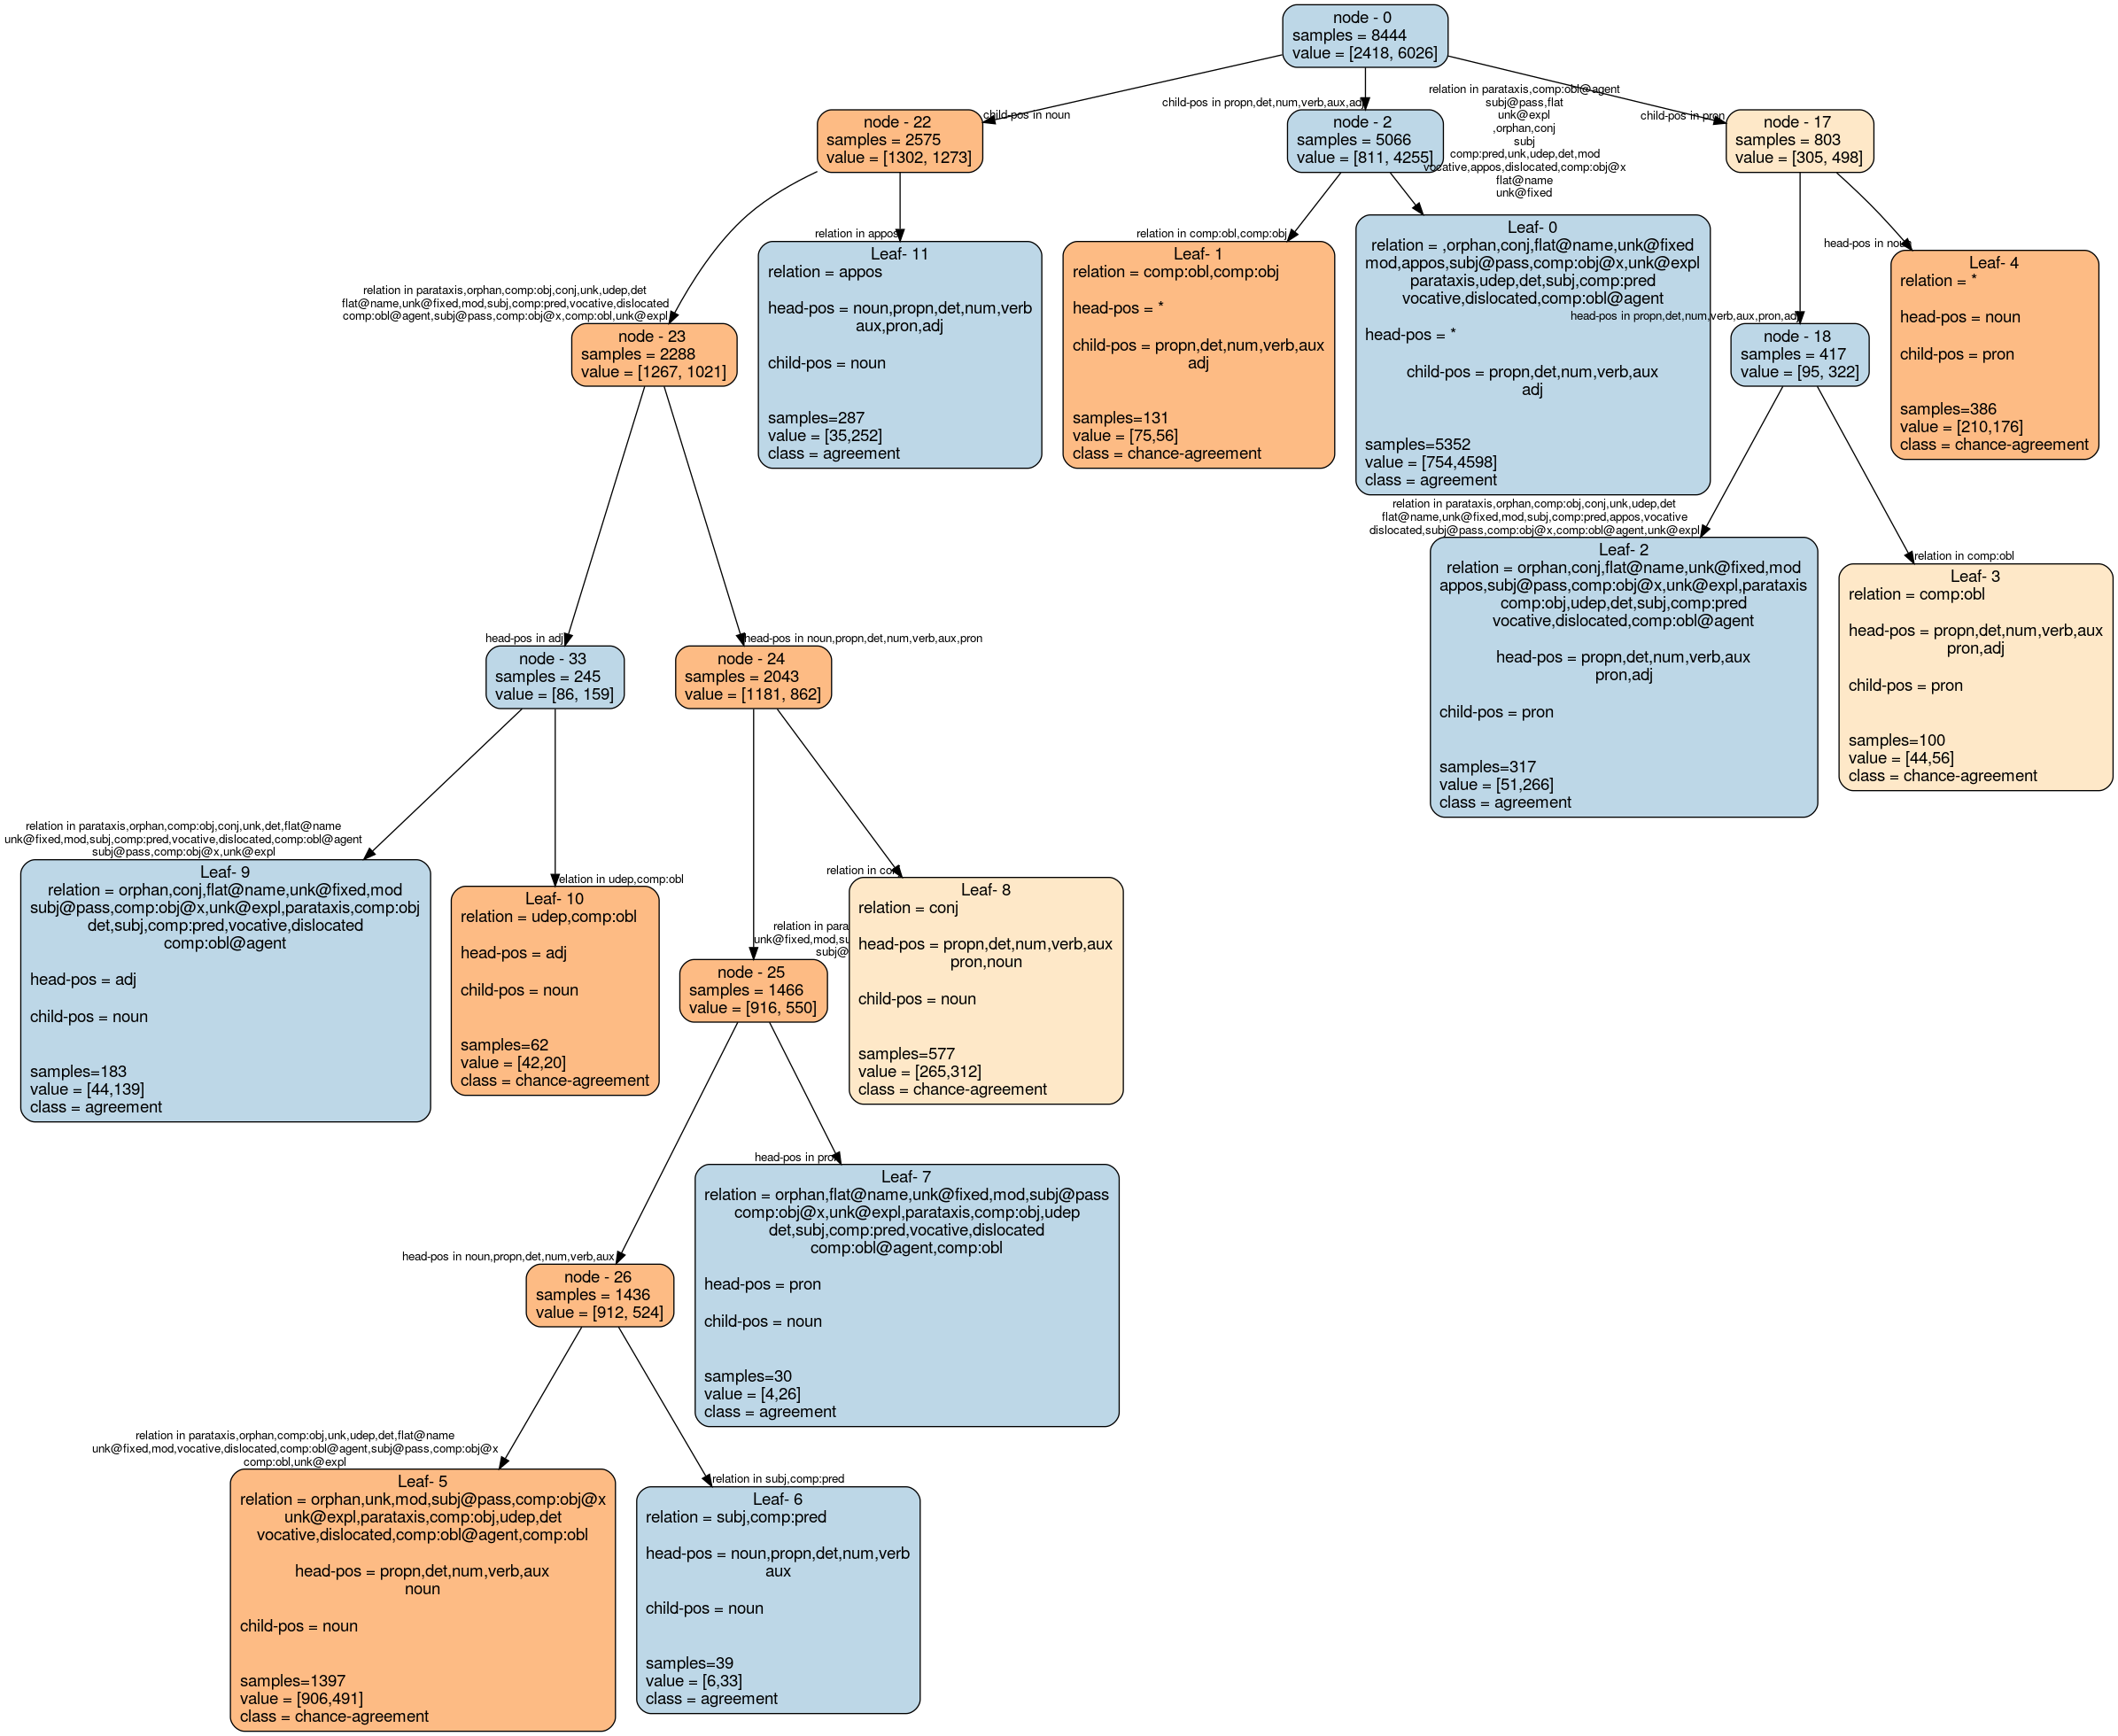 node - 0
samples = 8444
value = [2418, 6026]
child-pos in noun
child-pos in propn,det,num,verb,aux,adj
relation in parataxis,comp:obl@agent
subj@pass,flat
unk@expl
,orphan,conj
subj
comp:pred,unk,udep,det,mod
vocative,appos,dislocated,comp:obj@x
flat@name
unk@fixed
child-pos in pron
node - 22
samples = 2575
value = [1302, 1273]
node - 2
samples = 5066
value = [811, 4255]
node - 17
samples = 803
value = [305, 498]
relation in appos
relation in comp:obl,comp:obj
head-pos in noun
Leaf- 11
relation = appos
head-pos = noun,propn,det,num,verb
aux,pron,adj
child-pos = noun
samples=287
value = [35,252]
class = agreement
Leaf- 1
relation = comp:obl,comp:obj
head-pos = *
child-pos = propn,det,num,verb,aux
adj
samples=131
value = [75,56]
class = chance-agreement
Leaf- 0
relation = ,orphan,conj,flat@name,unk@fixed
mod,appos,subj@pass,comp:obj@x,unk@expl
parataxis,udep,det,subj,comp:pred
vocative,dislocated,comp:obl@agent
head-pos = *
child-pos = propn,det,num,verb,aux
adj
samples=5352
value = [754,4598]
class = agreement
Leaf- 4
relation = *
head-pos = noun
child-pos = pron
samples=386
value = [210,176]
class = chance-agreement
relation in parataxis,orphan,comp:obj,conj,unk,udep,det
flat@name,unk@fixed,mod,subj,comp:pred,vocative,dislocated
comp:obl@agent,subj@pass,comp:obj@x,comp:obl,unk@expl
head-pos in propn,det,num,verb,aux,pron,adj
node - 23
samples = 2288
value = [1267, 1021]
node - 18
samples = 417
value = [95, 322]
relation in parataxis,orphan,comp:obj,conj,unk,udep,det
flat@name,unk@fixed,mod,subj,comp:pred,appos,vocative
dislocated,subj@pass,comp:obj@x,comp:obl@agent,unk@expl
relation in comp:obl
Leaf- 2
relation = orphan,conj,flat@name,unk@fixed,mod
appos,subj@pass,comp:obj@x,unk@expl,parataxis
comp:obj,udep,det,subj,comp:pred
vocative,dislocated,comp:obl@agent
head-pos = propn,det,num,verb,aux
pron,adj
child-pos = pron
samples=317
value = [51,266]
class = agreement
Leaf- 3
relation = comp:obl
head-pos = propn,det,num,verb,aux
pron,adj
child-pos = pron
samples=100
value = [44,56]
class = chance-agreement
head-pos in adj
head-pos in noun,propn,det,num,verb,aux,pron
node - 33
samples = 245
value = [86, 159]
node - 24
samples = 2043
value = [1181, 862]
relation in parataxis,orphan,comp:obj,conj,unk,det,flat@name
unk@fixed,mod,subj,comp:pred,vocative,dislocated,comp:obl@agent
subj@pass,comp:obj@x,unk@expl
relation in udep,comp:obl
Leaf- 9
relation = orphan,conj,flat@name,unk@fixed,mod
subj@pass,comp:obj@x,unk@expl,parataxis,comp:obj
det,subj,comp:pred,vocative,dislocated
comp:obl@agent
head-pos = adj
child-pos = noun
samples=183
value = [44,139]
class = agreement
Leaf- 10
relation = udep,comp:obl
head-pos = adj
child-pos = noun
samples=62
value = [42,20]
class = chance-agreement
relation in
relation in
node - 25
samples = 1466
value = [916, 550]
Leaf- 8
relation = conj
head-pos = propn,det,num,verb,aux
pron,noun
child-pos = noun
samples=577
value = [265,312]
class = chance-agreement
head-pos in noun,propn,det,num,verb,aux
head-pos in pron
node - 26
samples = 1436
value = [912, 524]
Leaf- 7
relation = orphan,flat@name,unk@fixed,mod,subj@pass
comp:obj@x,unk@expl,parataxis,comp:obj,udep
det,subj,comp:pred,vocative,dislocated
comp:obl@agent,comp:obl
head-pos = pron
child-pos = noun
samples=30
value = [4,26]
class = agreement
relation in parataxis,orphan,comp:obj,unk,udep,det,flat@name
unk@fixed,mod,vocative,dislocated,comp:obl@agent,subj@pass,comp:obj@x
comp:obl,unk@expl
relation in subj,comp:pred
Leaf- 5
relation = orphan,unk,mod,subj@pass,comp:obj@x
unk@expl,parataxis,comp:obj,udep,det
vocative,dislocated,comp:obl@agent,comp:obl
head-pos = propn,det,num,verb,aux
noun
child-pos = noun
samples=1397
value = [906,491]
class = chance-agreement
Leaf- 6
relation = subj,comp:pred
head-pos = noun,propn,det,num,verb
aux
child-pos = noun
samples=39
value = [6,33]
class = agreement